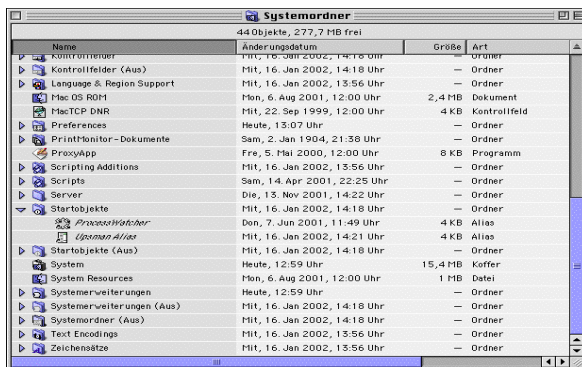 Systemordner
44 Objekte, 277,7 MB frei
Name Änderungsdatum Größe Art
Kontrollfelder Mit, 16. Jan 2002, 14:18 Uhr — Ordner
Kontrollfelder (Aus) Mit, 16. Jan 2002, 14:18 Uhr — Ordner
Language & Region Support Mit, 16. Jan 2002, 13:56 Uhr — Ordner
Mac OS ROM Mon, 6. Aug 2001, 12:00 Uhr 2,4 MB Dokument
MacTCP DNR Mit, 22. Sep 1999, 12:00 Uhr 4 KB Kontrollfeld
Preferences Heute, 13:07 Uhr — Ordner
PrintMonitor-Dokumente Sam, 2. Jan 1904, 21:38 Uhr — Ordner
ProxyApp Fre, 5. Mai 2000, 12:00 Uhr 8 KB Programm
Scripting Additions Mit, 16. Jan 2002, 13:56 Uhr — Ordner
Scripts Sam, 14. Apr 2001, 22:25 Uhr — Ordner
Server Die, 13. Nov 2001, 14:22 Uhr — Ordner
Startobjekte Mit, 16. Jan 2002, 14:18 Uhr — Ordner
ProcessWatcher Don, 7. Jun 2001, 11:49 Uhr 4 KB Alias
Upsman Alias Mit, 16. Jan 2002, 14:21 Uhr 4 KB Alias
Startobjekte (Aus) Mit, 16. Jan 2002, 14:18 Uhr — Ordner
System Heute, 12:59 Uhr 15,4 MB Koffer
System Resources Mon, 6. Aug 2001, 12:00 Uhr 1 MB Datei
Systemerweiterungen Heute, 12:59 Uhr — Ordner
Systemerweiterungen (Aus) Mit, 16. Jan 2002, 14:18 Uhr — Ordner
Systemordner (Aus) Mit, 16. Jan 2002, 14:18 Uhr — Ordner
Text Encodings Mit, 16. Jan 2002, 13:56 Uhr — Ordner
Zeichensätze Mit, 16. Jan 2002, 13:56 Uhr — Ordner